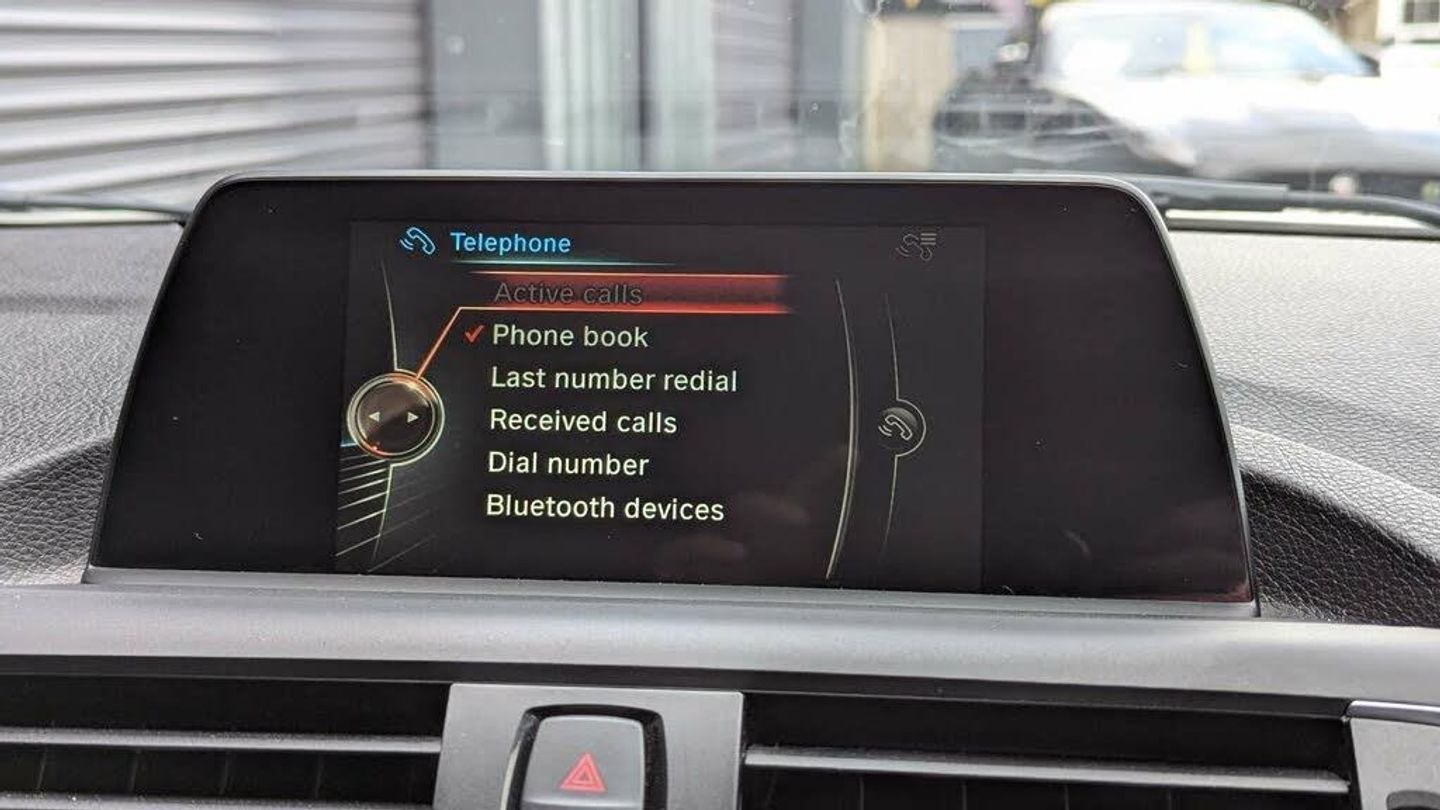 Telephone
Active calls
Phone book
Last number redial
Received calls
Dial number
Bluetooth devices